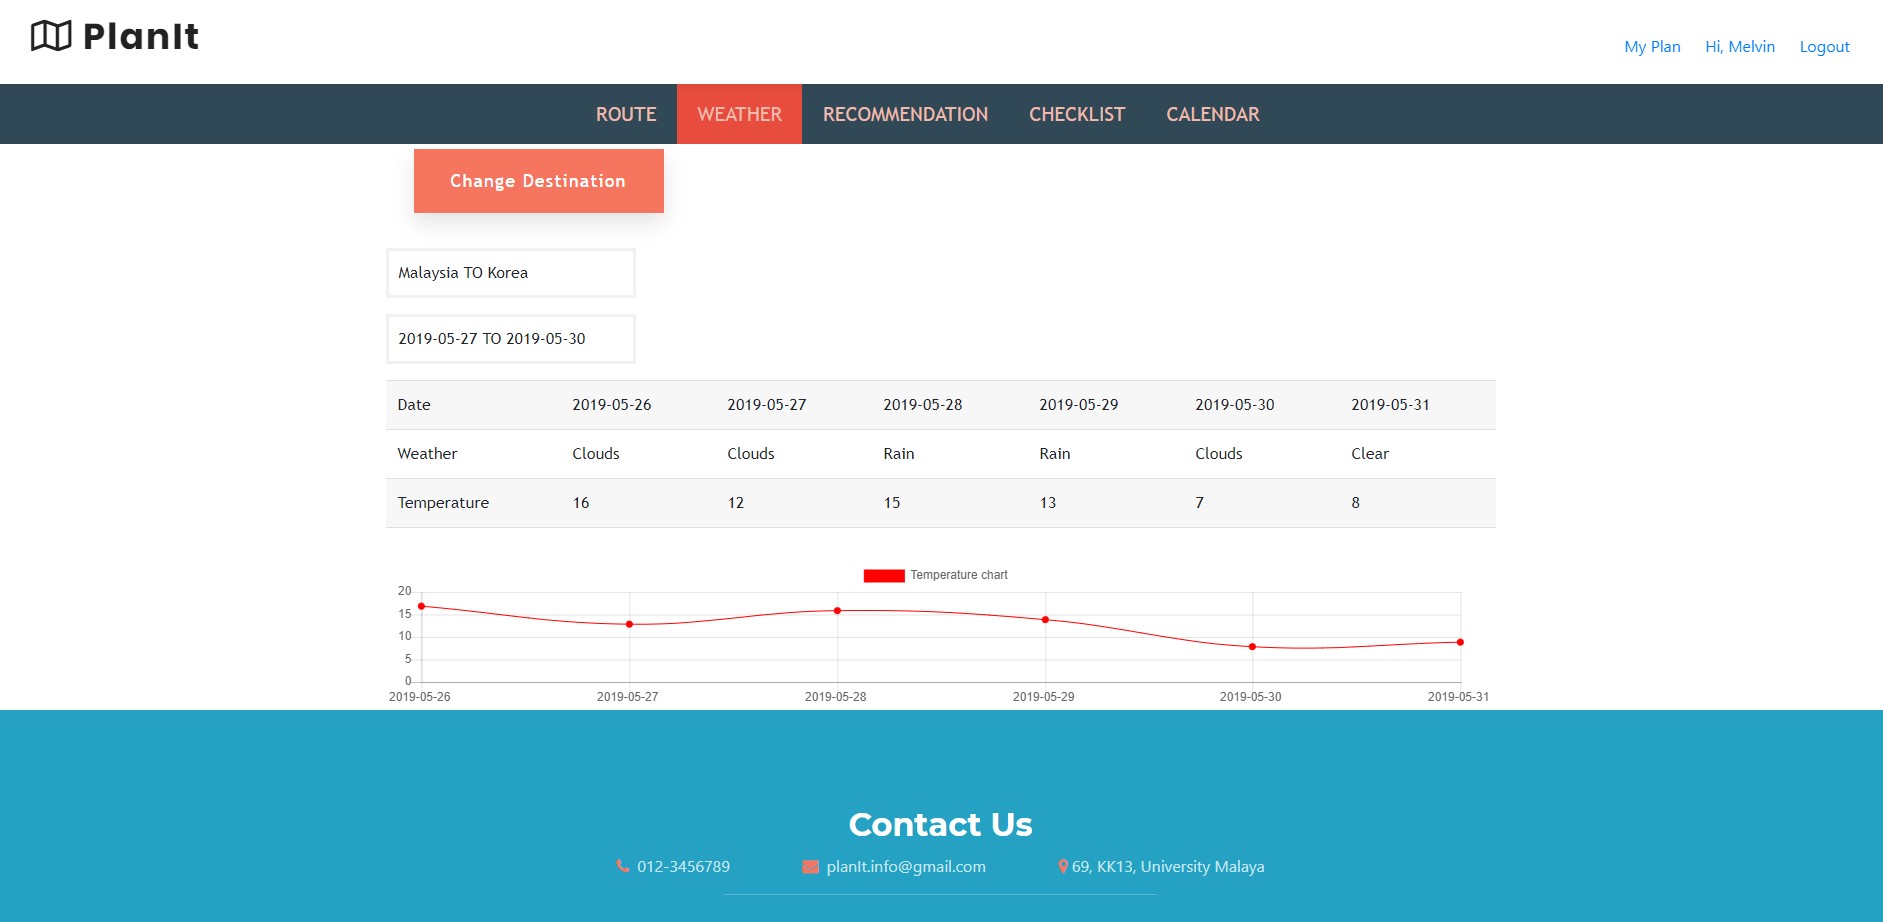 PlanIt
My Plan Hi, Melvin Logout
ROUTE WEATHER RECOMMENDATION CHECKLIST CALENDAR
Change Destination
Malaysia TO Korea
2019-05-27 TO 2019-05-30
Date 2019-05-26 2019-05-27 2019-05-28 2019-05-29 2019-05-30 2019-05-31
Weather Clouds Clouds Rain Rain Clouds Clear
Temperature 16 12 15 13 7 8
Temperature chart
20
15
10
5
0
2019-05-26 2019-05-27 2019-05-28 2019-05-29 2019-05-30 2019-05-31
Contact Us
012-3456789 planIt.info@gmail.com 69, KK13, University Malaya